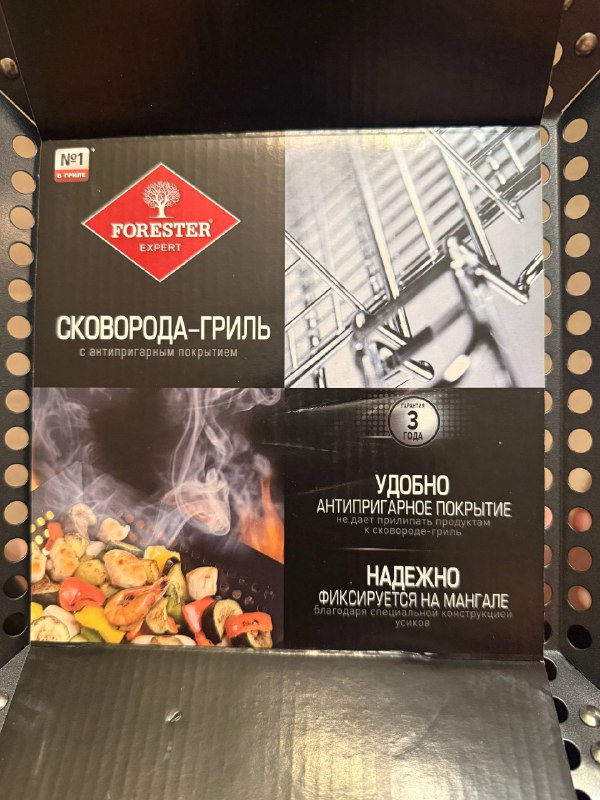 №1
В ГРИЛЕ
FORESTER®
EXPERT
СКОВОРОДА-ГРИЛЬ
с антипригарным покрытием
ГАРАНТИЯ
3
ГОДА
УДОБНО
АНТИПРИГАРНОЕ ПОКРЫТИЕ
не дает прилипать продуктам
к сковороде-гриль
НАДЕЖНО
ФИКСИРУЕТСЯ НА МАНГАЛЕ
благодаря специальной конструкцией
усиков